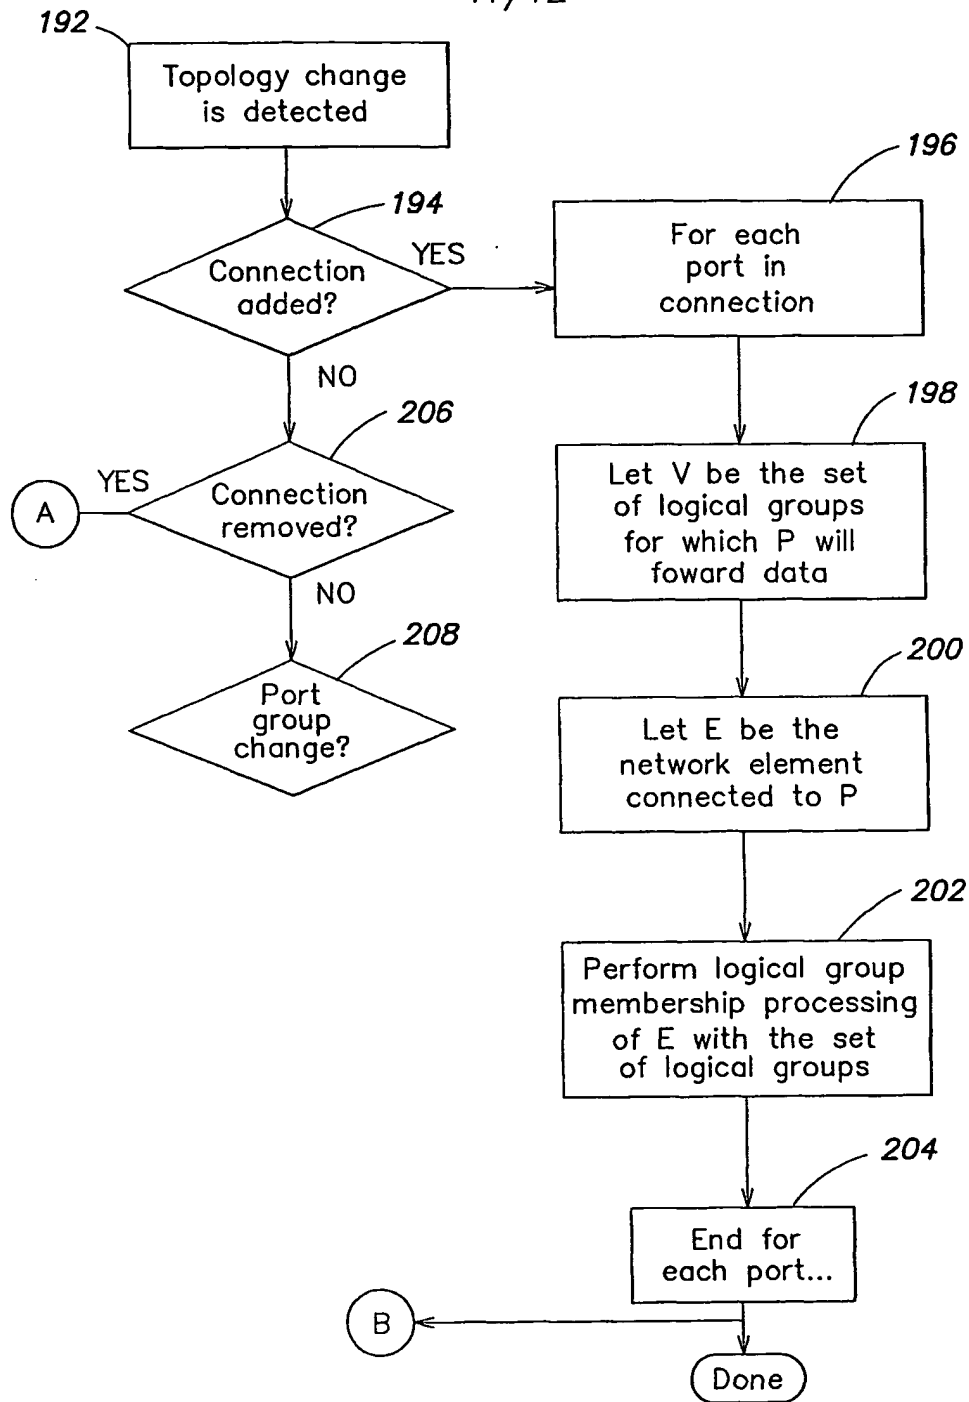 192
Topology change
is detected
194
Connection
added?
YES
NO
196
For each
port in
connection
198
Let V be the set
of logical groups
for which P will
foward data
206
Connection
removed?
YES
A
NO
208
Port
group
change?
200
Let E be the
network element
connected to P
202
Perform logical group
membership processing
of E with the set
of logical groups
204
End for
each port...
B
Done